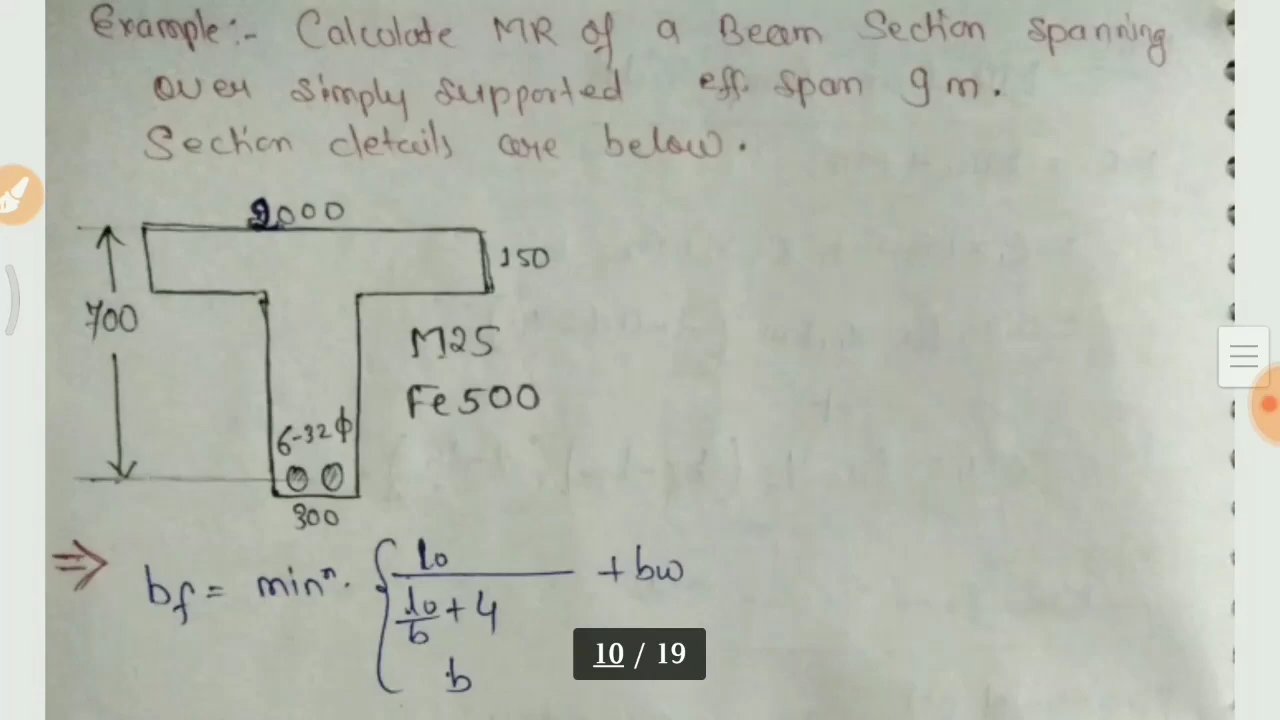 Example:- Calculate MR of a Beam Section spanning
over simply supported eff. span 9 m.
Section details are below.
2000
150
700
M25
Fe500
6-32ϕ
300
⇒ bf = minⁿ. { lo / (lo/b + 4) + bw
b
10 / 19